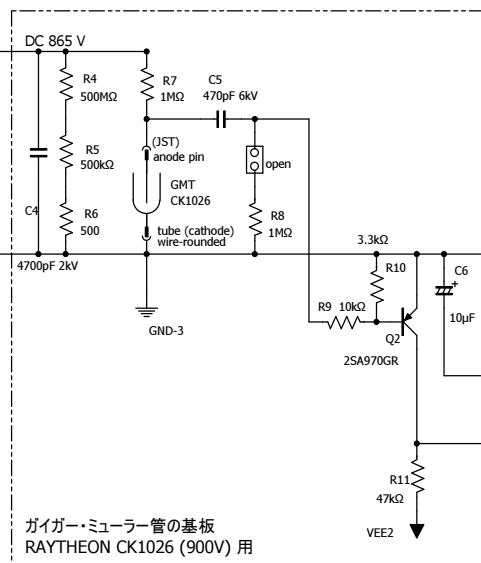 DC 865 V
R4
500MΩ
R7
1MΩ
C5
470pF 6kV
(JST)
anode pin
open
R5
500kΩ
GMT
CK1026
C4
R6
500
tube (cathode)
wire-rounded
R8
1MΩ
4700pF 2kV
3.3kΩ
R10
C6
+
10μF
GND-3
R9 10kΩ
Q2
2SA970GR
R11
47kΩ
VEE2
ガイガー・ミューラー管の基板
RAYTHEON CK1026 (900V) 用